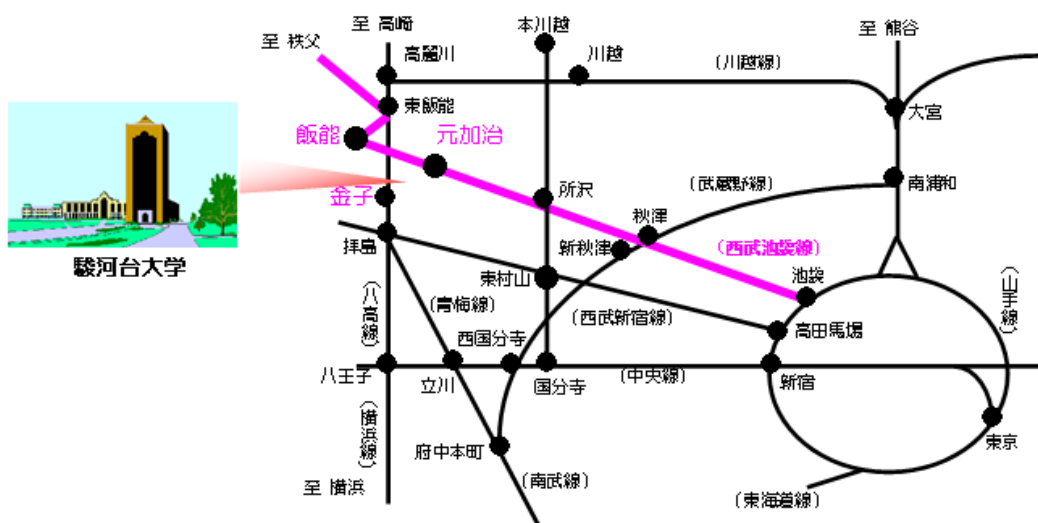 至 高崎
本川越
至 熊谷
至 秩父
高麗川
川越
(川越線)
東飯能
大宮
飯能
元加治
金子
所沢
(武蔵野線)
南浦和
秋津
拝島
新秋津
(西武池袋線)
駿河台大学
東村山
池袋
(山手線)
(八高線)
(青梅線)
(西武新宿線)
高田馬場
西国分寺
八王子
立川
国分寺
(中央線)
新宿
(横浜線)
府中本町
東京
至 横浜
(南武線)
(東海道線)